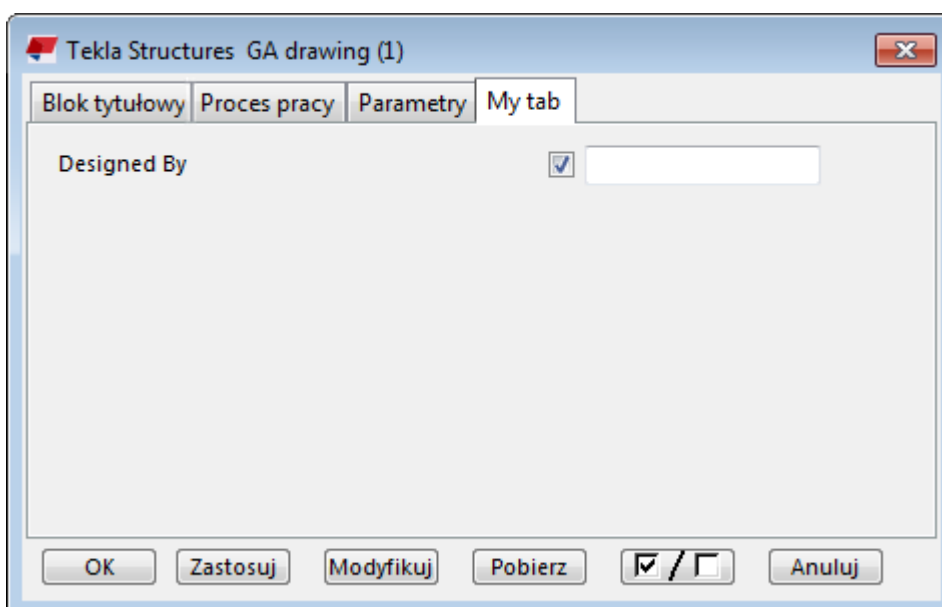 Tekla Structures GA drawing (1)
Blok tytułowy Proces pracy Parametry My tab
Designed By
OK Zastosuj Modyfikuj Pobierz / Anuluj